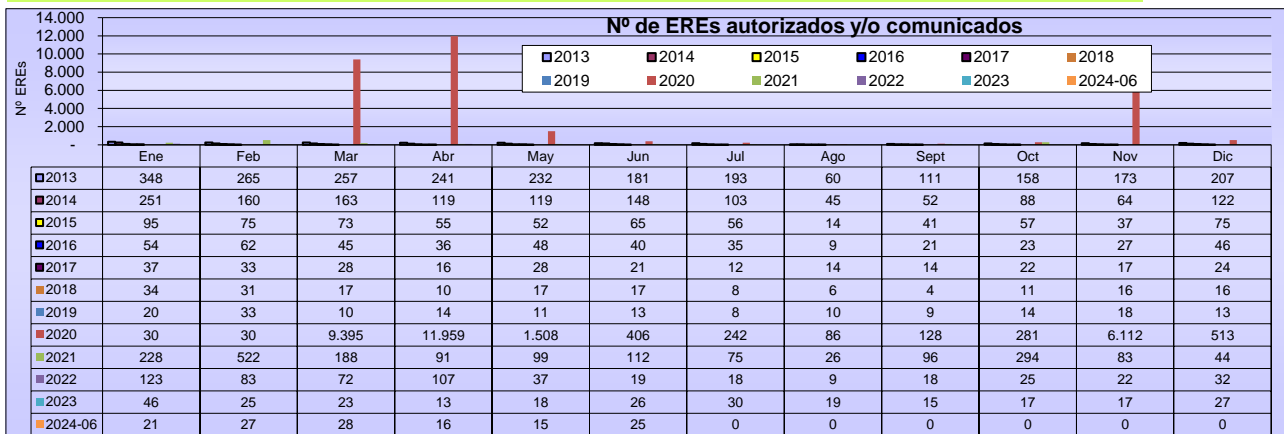 Nº de EREs autorizados y/o comunicados
2013 2014 2015 2016 2017 2018
2019 2020 2021 2022 2023 2024-06
Nº EREs
14.000
12.000
10.000
8.000
6.000
4.000
2.000
-
Ene Feb Mar Abr May Jun Jul Ago Sept Oct Nov Dic
2013 348 265 257 241 232 181 193 60 111 158 173 207
2014 251 160 163 119 119 148 103 45 52 88 64 122
2015 95 75 73 55 52 65 56 14 41 57 37 75
2016 54 62 45 36 48 40 35 9 21 23 27 46
2017 37 33 28 16 28 21 12 14 14 22 17 24
2018 34 31 17 10 17 17 8 6 4 11 16 16
2019 20 33 10 14 11 13 8 10 9 14 18 13
2020 30 30 9.395 11.959 1.508 406 242 86 128 281 6.112 513
2021 228 522 188 91 99 112 75 26 96 294 83 44
2022 123 83 72 107 37 19 18 9 18 25 22 32
2023 46 25 23 13 18 26 30 19 15 17 17 27
2024-06 21 27 28 16 15 25 0 0 0 0 0 0